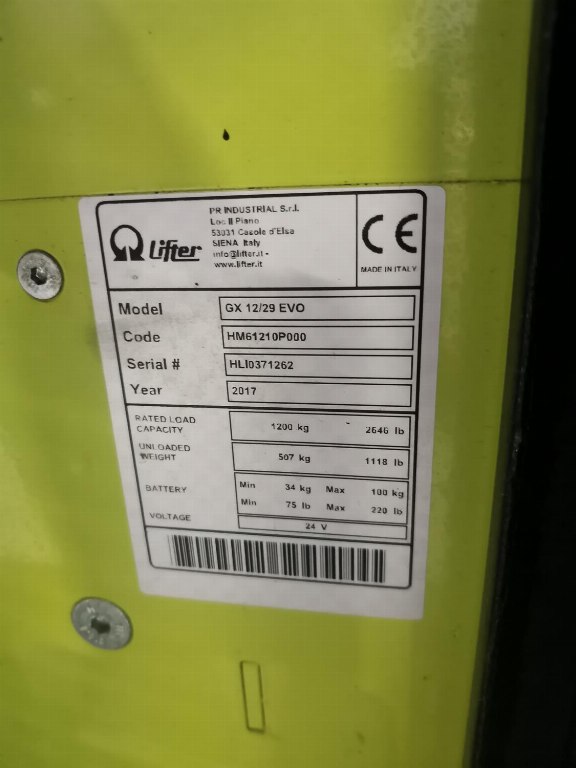 PR INDUSTRIAL S.r.l.
Loc Il Piano
53031 Casole d'Elsa
SIENA Italy
info@lifter.it -
www.lifter.it
Lifter
CE
MADE IN ITALY
Model GX 12/29 EVO
Code HM61210P000
Serial # HLI0371262
Year 2017
RATED LOAD CAPACITY 1200 kg 2646 lb
UNLOADED WEIGHT 507 kg 1118 lb
BATTERY Min 34 kg Max 100 kg
Min 75 lb Max 220 lb
VOLTAGE 24 V